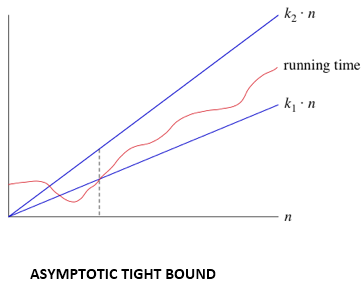 k₂ · n
running time
k₁ · n
n
ASYMPTOTIC TIGHT BOUND